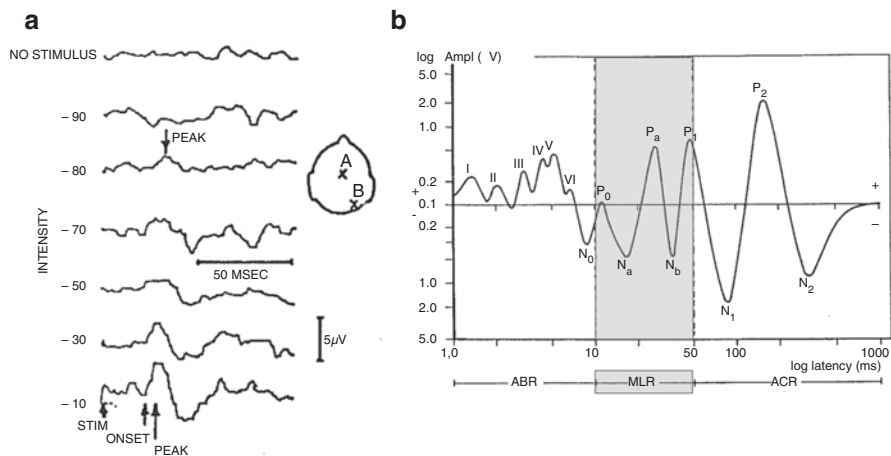 a
NO STIMULUS
– 90
PEAK
– 80
A
B
INTENSITY
– 70
50 MSEC
– 50
– 30
5μV
– 10
STIM
ONSET
PEAK
b
log Ampl ( V)
5.0
2.0
1.0
0.2
+
0.1
-
0.2
1.0
2.0
5.0
I
II
III
IV
V
VI
N0
P0
Na
Pa
Nb
P1
N1
P2
N2
+
–
1,0
10
50
100
1000
log latency (ms)
ABR
MLR
ACR